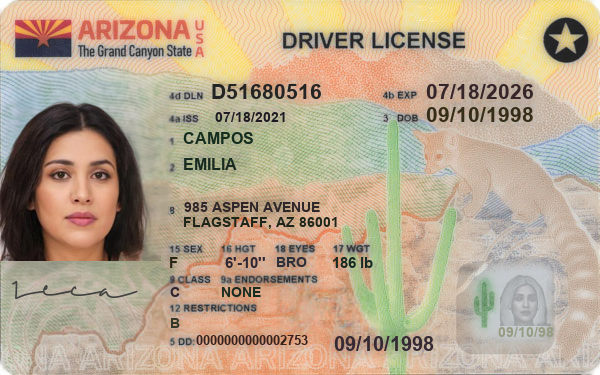 ARIZONA USA
The Grand Canyon State
DRIVER LICENSE
4d DLN D51680516
4b EXP 07/18/2026
4a ISS 07/18/2021
3 DOB 09/10/1998
1 CAMPOS
2 EMILIA
8 985 ASPEN AVENUE
FLAGSTAFF, AZ 86001
15 SEX 16 HGT 18 EYES 17 WGT
F 6'-10" BRO 186 lb
9 CLASS 9a ENDORSEMENTS
C NONE
12 RESTRICTIONS
B
5 DD: 0000000000002753
09/10/1998
09/10/98
ONA ARIZONA ARIZONA ARIZONA ARIZON